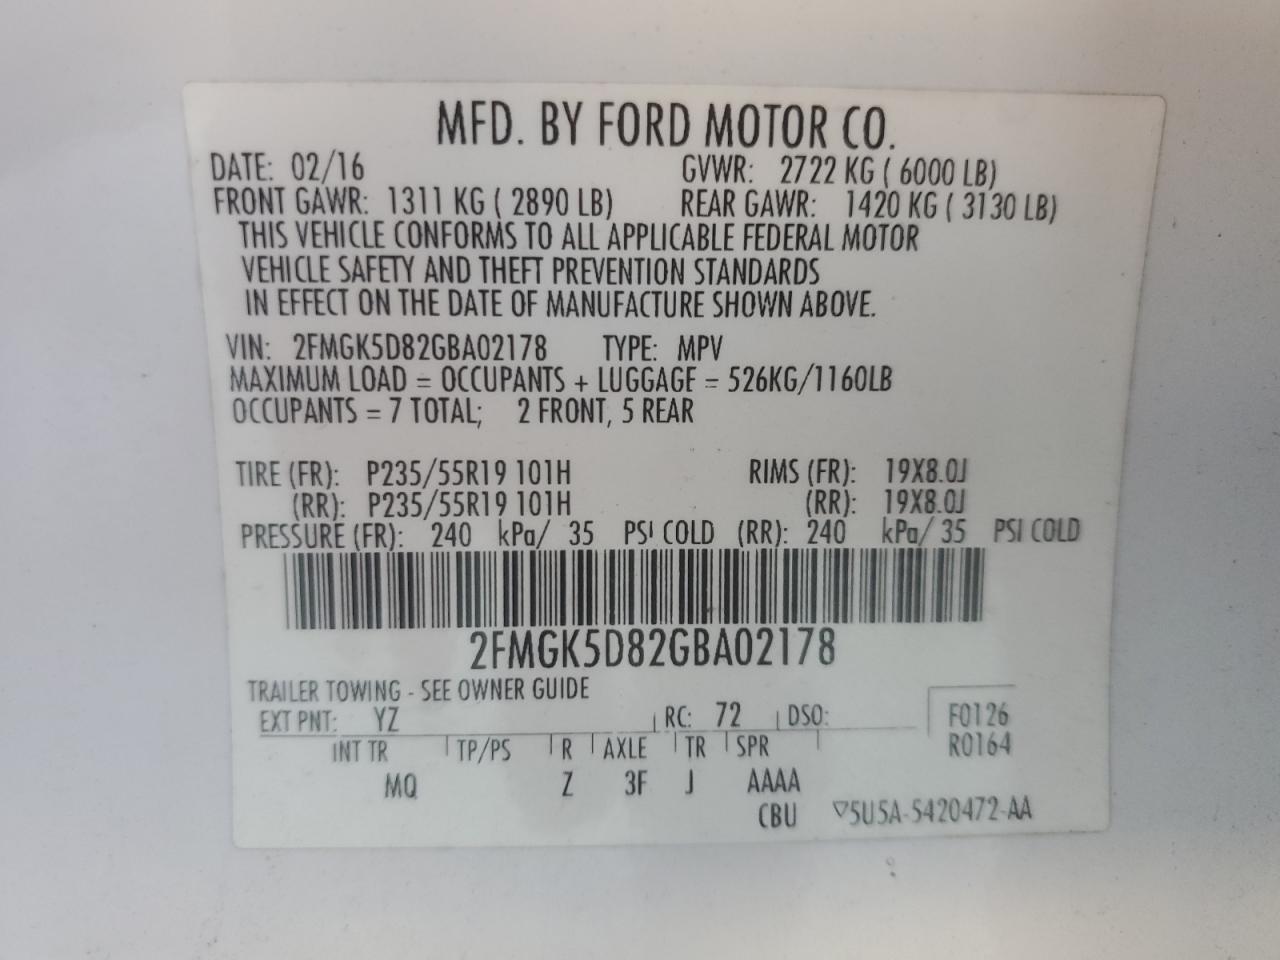 MFD. BY FORD MOTOR CO.
DATE: 02/16 GVWR: 2722 KG ( 6000 LB)
FRONT GAWR: 1311 KG ( 2890 LB) REAR GAWR: 1420 KG ( 3130 LB)
THIS VEHICLE CONFORMS TO ALL APPLICABLE FEDERAL MOTOR
VEHICLE SAFETY AND THEFT PREVENTION STANDARDS
IN EFFECT ON THE DATE OF MANUFACTURE SHOWN ABOVE.
VIN: 2FMGK5D82GBA02178 TYPE: MPV
MAXIMUM LOAD = OCCUPANTS + LUGGAGE = 526KG/1160LB
OCCUPANTS = 7 TOTAL; 2 FRONT, 5 REAR
TIRE (FR): P235/55R19 101H RIMS (FR): 19X8.0J
(RR): P235/55R19 101H (RR): 19X8.0J
PRESSURE (FR): 240 kPa/ 35 PSI COLD (RR): 240 kPa/ 35 PSI COLD
2FMGK5D82GBA02178
TRAILER TOWING - SEE OWNER GUIDE
EXT PNT: YZ RC: 72 DSO: F0126
INT TR TP/PS R AXLE TR SPR R0164
MQ Z 3F J AAAA
CBU ▽5U5A-5420472-AA